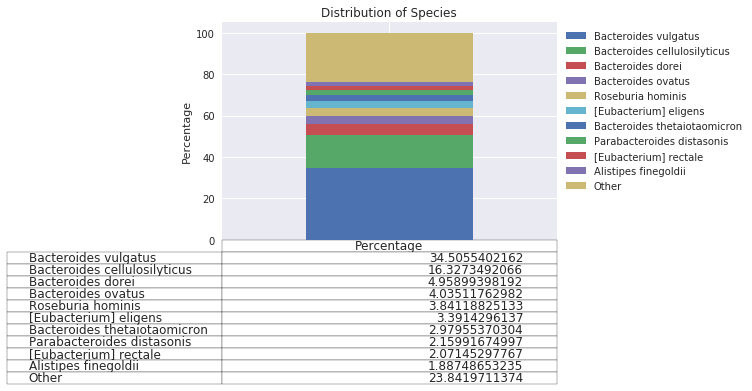 Distribution of Species
100
80
60
40
20
0
Percentage
Bacteroides vulgatus
Bacteroides cellulosilyticus
Bacteroides dorei
Bacteroides ovatus
Roseburia hominis
[Eubacterium] eligens
Bacteroides thetaiotaomicron
Parabacteroides distasonis
[Eubacterium] rectale
Alistipes finegoldii
Other
Percentage
Bacteroides vulgatus 34.5055402162
Bacteroides cellulosilyticus 16.3273492066
Bacteroides dorei 4.95899398192
Bacteroides ovatus 4.03511762982
Roseburia hominis 3.84118825133
[Eubacterium] eligens 3.3914296137
Bacteroides thetaiotaomicron 2.97955370304
Parabacteroides distasonis 2.15991674997
[Eubacterium] rectale 2.07145297767
Alistipes finegoldii 1.88748653235
Other 23.8419711374